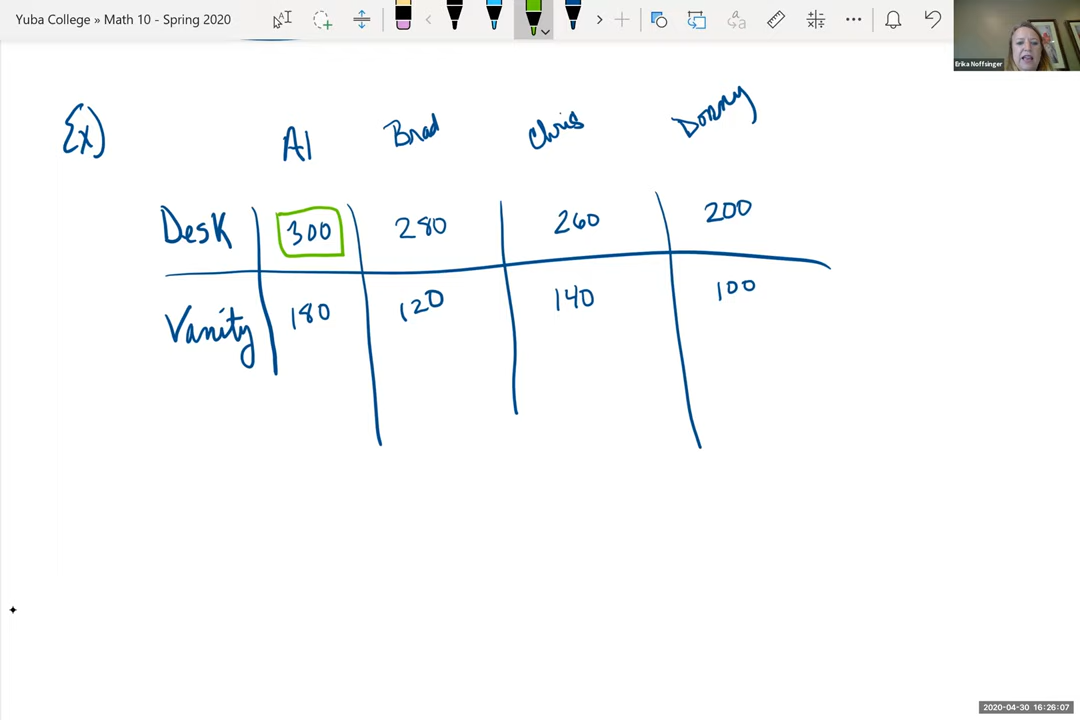 Yuba College » Math 10 - Spring 2020
Erika Noffsinger
Ex)
Al Brad Chris Donny
Desk 300 280 260 200
Vanity 180 120 140 100
2020-04-30 16:26:07